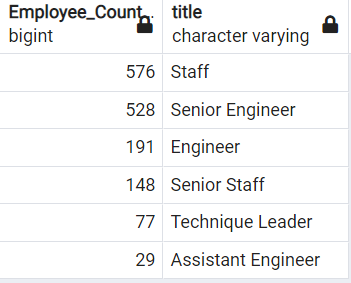 Employee_Count.. title
bigint character varying
576 Staff
528 Senior Engineer
191 Engineer
148 Senior Staff
77 Technique Leader
29 Assistant Engineer